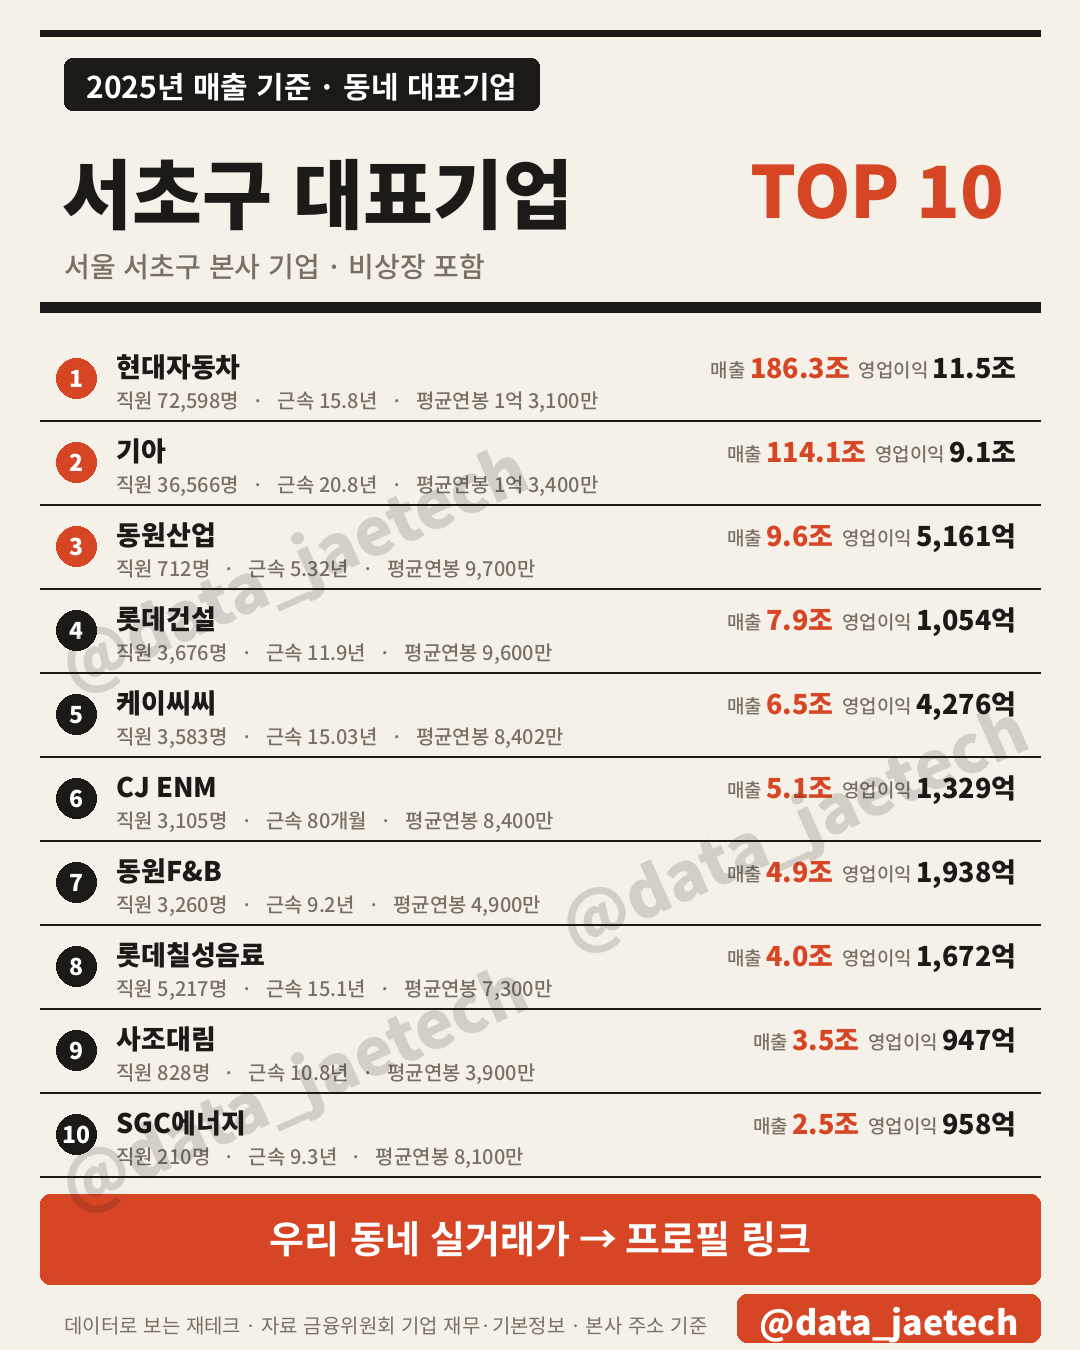 2025년 매출 기준 · 동네 대표기업
서초구 대표기업 TOP 10
서울 서초구 본사 기업 · 비상장 포함
1 현대자동차 매출 186.3조 영업이익 11.5조
직원 72,598명 · 근속 15.8년 · 평균연봉 1억 3,100만
2 기아 매출 114.1조 영업이익 9.1조
직원 36,566명 · 근속 20.8년 · 평균연봉 1억 3,400만
3 동원산업 매출 9.6조 영업이익 5,161억
직원 712명 · 근속 5.32년 · 평균연봉 9,700만
4 롯데건설 매출 7.9조 영업이익 1,054억
직원 3,676명 · 근속 11.9년 · 평균연봉 9,600만
5 케이씨씨 매출 6.5조 영업이익 4,276억
직원 3,583명 · 근속 15.03년 · 평균연봉 8,402만
6 CJ ENM 매출 5.1조 영업이익 1,329억
직원 3,105명 · 근속 80개월 · 평균연봉 8,400만
7 동원F&B 매출 4.9조 영업이익 1,938억
직원 3,260명 · 근속 9.2년 · 평균연봉 4,900만
8 롯데칠성음료 매출 4.0조 영업이익 1,672억
직원 5,217명 · 근속 15.1년 · 평균연봉 7,300만
9 사조대림 매출 3.5조 영업이익 947억
직원 828명 · 근속 10.8년 · 평균연봉 3,900만
10 SGC에너지 매출 2.5조 영업이익 958억
직원 210명 · 근속 9.3년 · 평균연봉 8,100만
@data_jaetech
@data_jaetech
@data_jaetech
우리 동네 실거래가 → 프로필 링크
데이터로 보는 재테크 · 자료 금융위원회 기업 재무·기본정보 · 본사 주소 기준 @data_jaetech